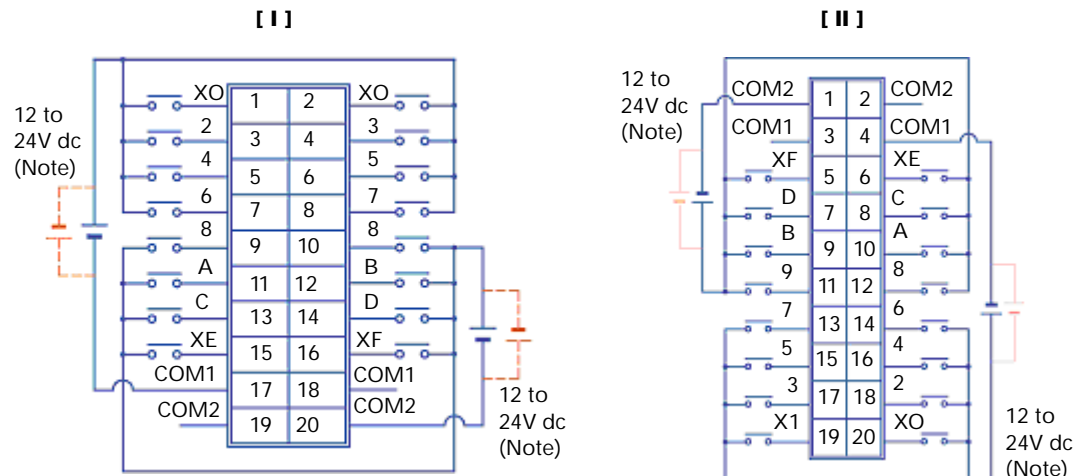 [ I ]
[ II ]
12 to
24V dc
(Note)
XO 1 2 XO
2 3 4 3
4 5 6 5
6 7 8 7
8 9 10 8
A 11 12 B
C 13 14 D
XE 15 16 XF
COM1 17 18 COM1
COM2 19 20 COM2
12 to
24V dc
(Note)
12 to
24V dc
(Note)
COM2 1 2 COM2
COM1 3 4 COM1
XF 5 6 XE
D 7 8 C
B 9 10 A
9 11 12 8
7 13 14 6
5 15 16 4
3 17 18 2
X1 19 20 XO
12 to
24V dc
(Note)